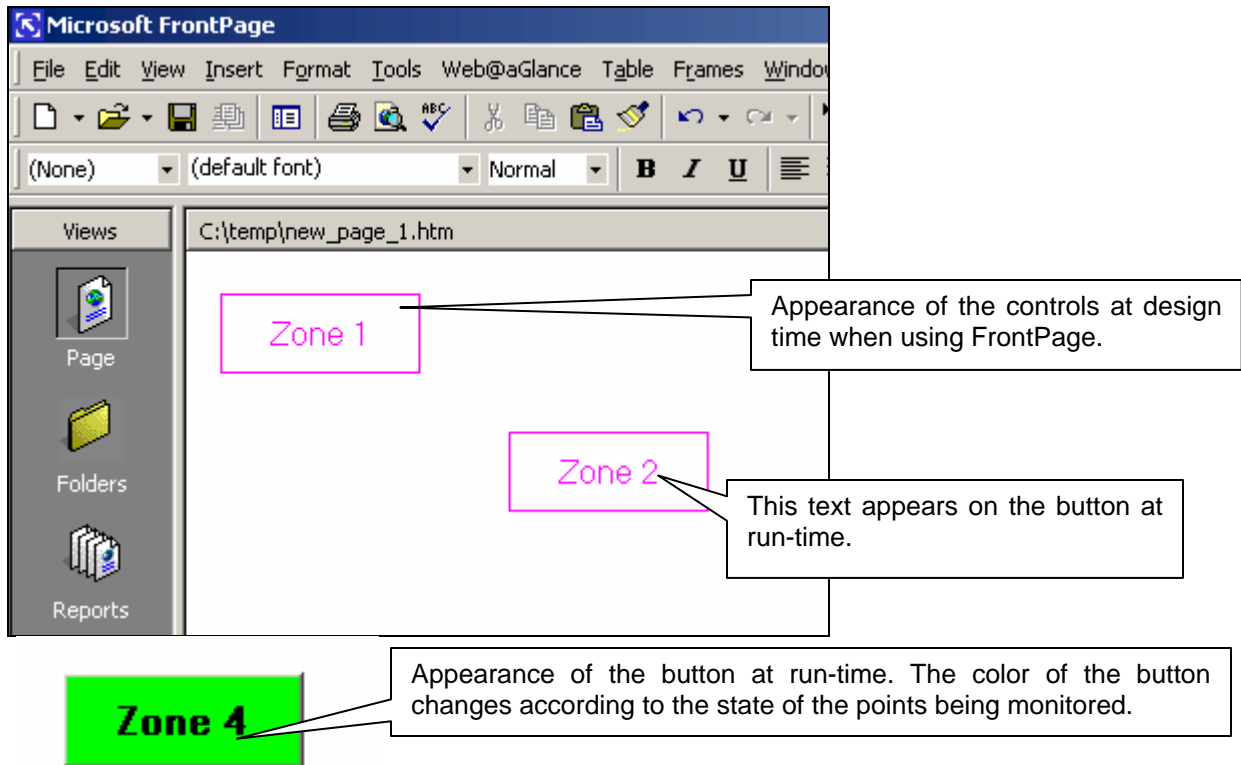 Microsoft FrontPage
File Edit View Insert Format Tools Web@aGlance Table Frames Window
ABC
(None) (default font) Normal B I U
Views C:\temp\new_page_1.htm
Zone 1
Appearance of the controls at design
time when using FrontPage.
Page
Zone 2
Folders
This text appears on the button at
run-time.
Reports
Appearance of the button at run-time. The color of the button
changes according to the state of the points being monitored.
Zone 4